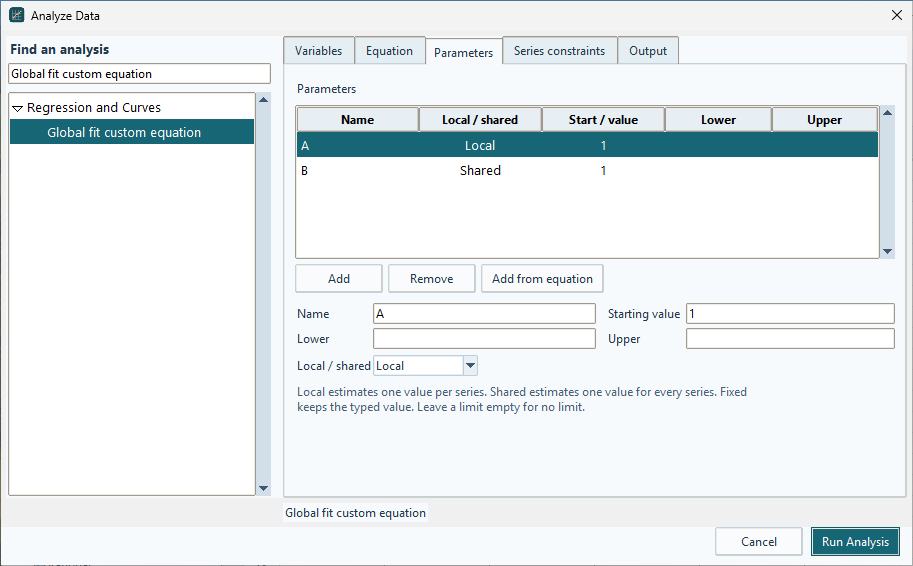 Analyze Data
Find an analysis
Global fit custom equation
Regression and Curves
Global fit custom equation
Variables Equation Parameters Series constraints Output
Parameters
Name Local / shared Start / value Lower Upper
A Local 1
B Shared 1
Add Remove Add from equation
Name A Starting value 1
Lower Upper
Local / shared Local
Local estimates one value per series. Shared estimates one value for every series. Fixed
keeps the typed value. Leave a limit empty for no limit.
Global fit custom equation
Cancel Run Analysis